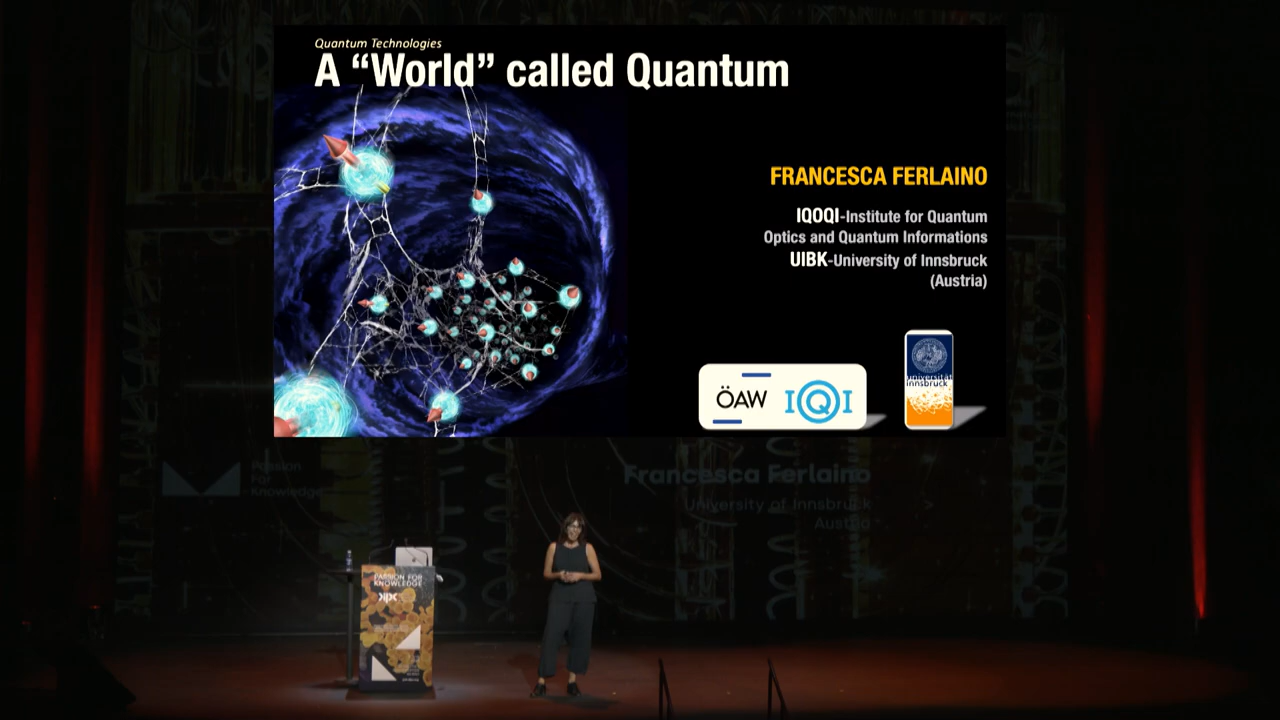 Quantum Technologies
A “World” called Quantum
FRANCESCA FERLAINO
IQOQI-Institute for Quantum
Optics and Quantum Informations
UIBK-University of Innsbruck
(Austria)
ÖAW IQI
universität
innsbruck
Passion
For
Knowledge
Francesca Ferlaino
University of Innsbruck
Austria
PASSION FOR
KNOWLEDGE
dipc